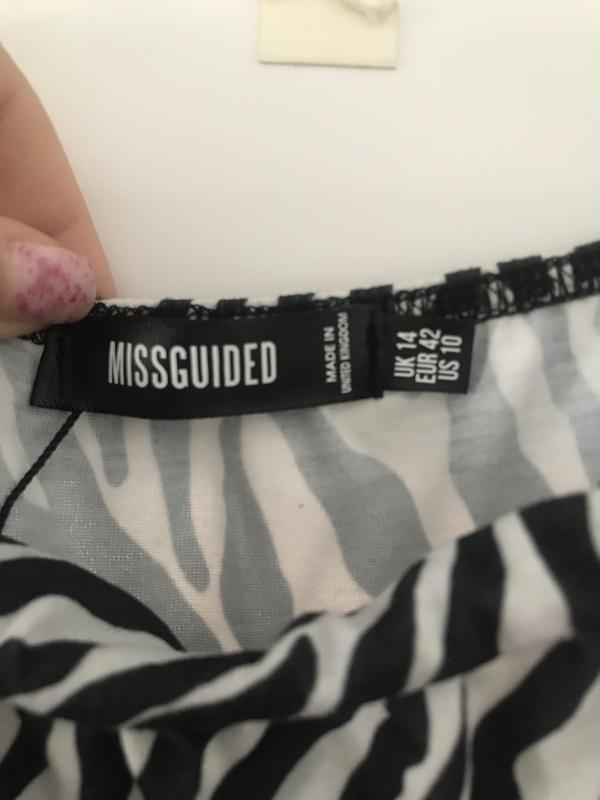 MISSGUIDED
MADE IN
UNITED KINGDOM
UK 14
EUR 42
US 10